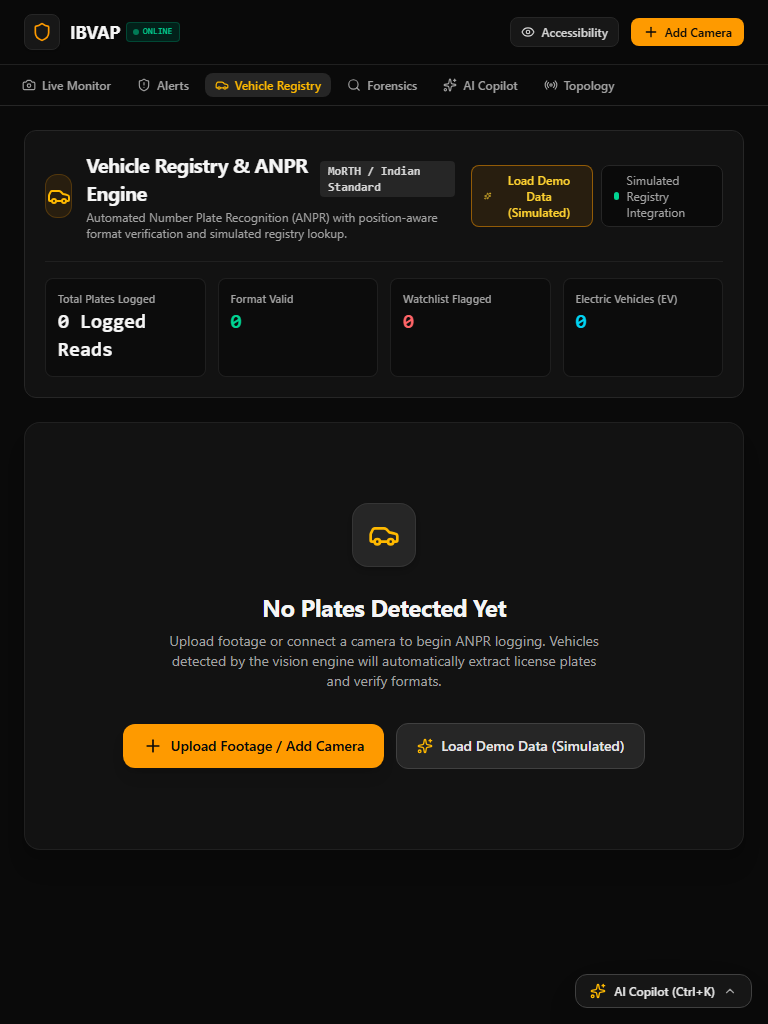 IBVAP
ONLINE
Accessibility
Add Camera
Live Monitor
Alerts
Vehicle Registry
Forensics
AI Copilot
Topology
Vehicle Registry & ANPR
Engine
MoRTH / Indian
Standard
Automated Number Plate Recognition (ANPR) with position-aware
format verification and simulated registry lookup.
Load Demo
Data
(Simulated)
Simulated
Registry
Integration
Total Plates Logged
0 Logged
Reads
Format Valid
0
Watchlist Flagged
0
Electric Vehicles (EV)
0
No Plates Detected Yet
Upload footage or connect a camera to begin ANPR logging. Vehicles
detected by the vision engine will automatically extract license plates
and verify formats.
Upload Footage / Add Camera
Load Demo Data (Simulated)
AI Copilot (Ctrl+K)